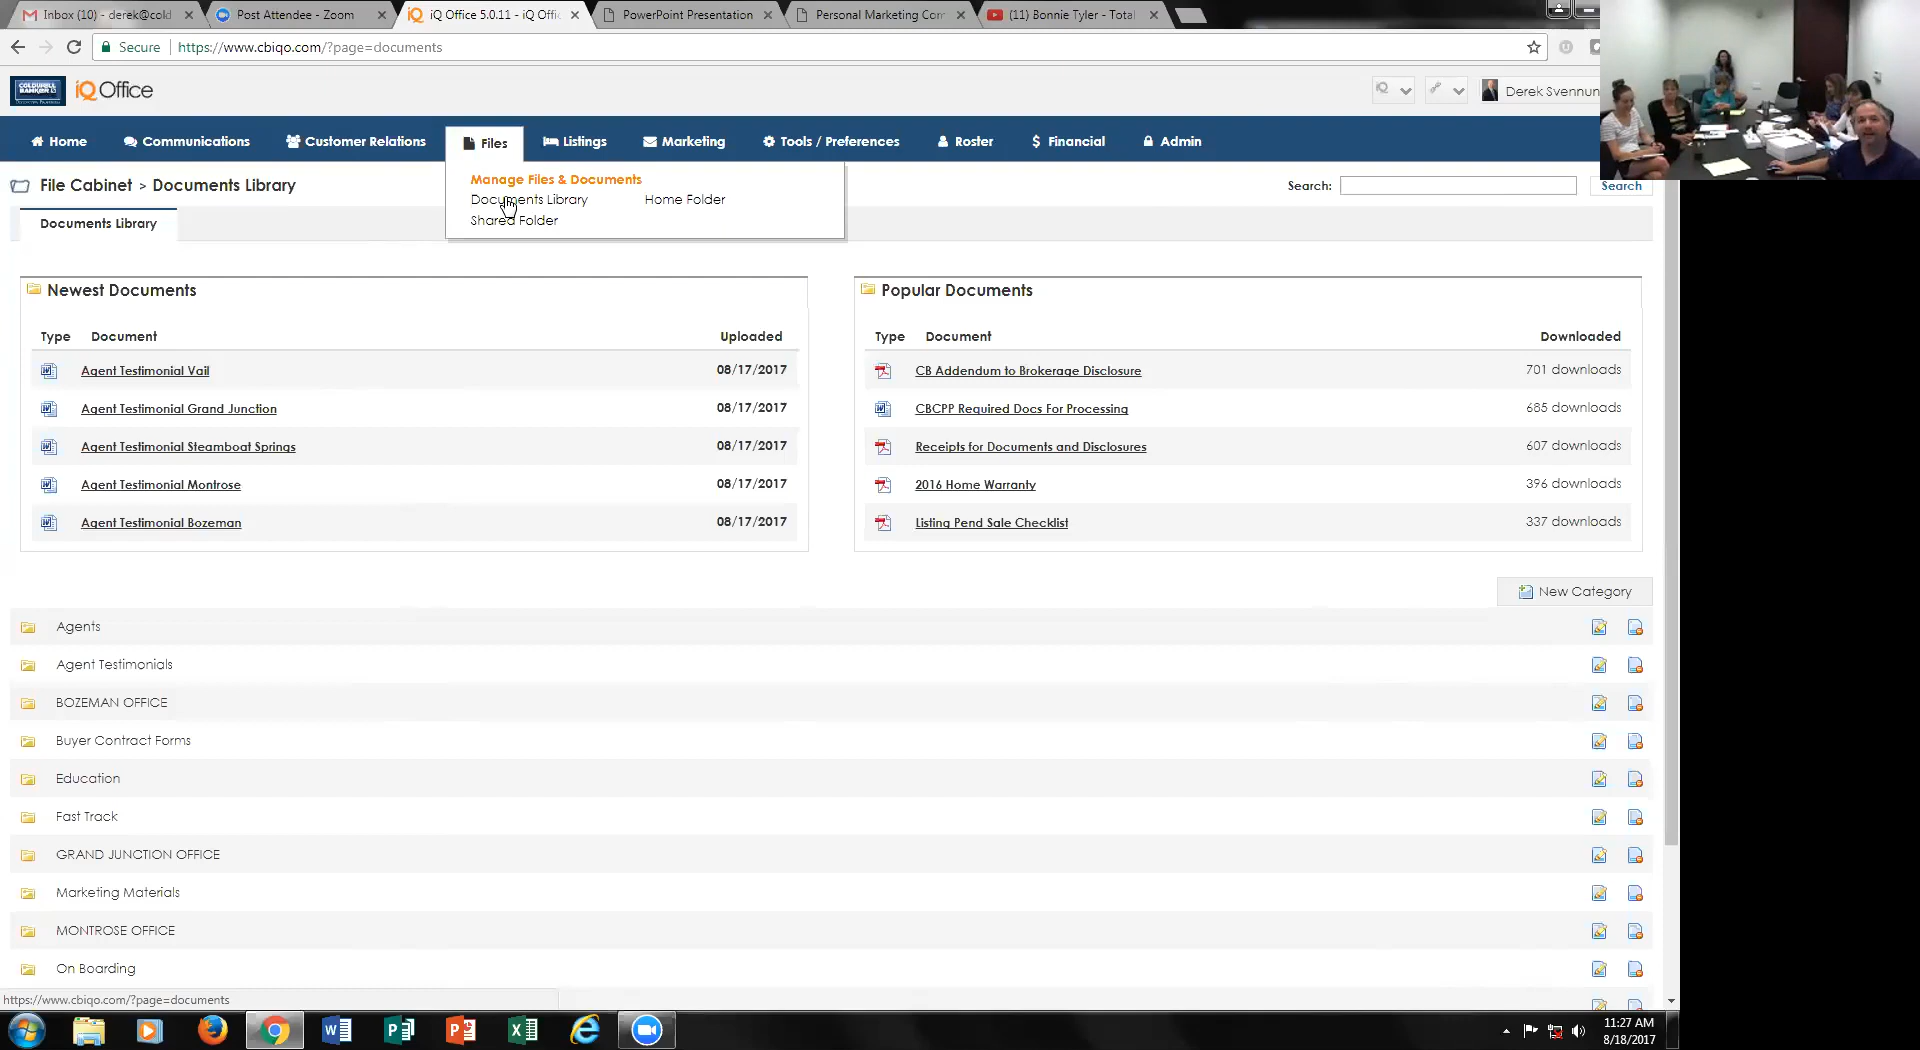 Inbox (10) - derek@cold
Post Attendee - Zoom
iQ Office 5.0.11 - iQ Offic
PowerPoint Presentation
Personal Marketing Com
(11) Bonnie Tyler - Total
Secure
https://www.cbiqo.com/?page=documents
COLDWELL BANKER
iQ Office
iQ
Derek Svennun
Home
Communications
Customer Relations
Files
Listings
Marketing
Tools / Preferences
Roster
$ Financial
Admin
Manage Files & Documents
Documents Library
Home Folder
Shared Folder
File Cabinet > Documents Library
Search:
Search
Documents Library
Newest Documents
Type Document Uploaded
Agent Testimonial Vail 08/17/2017
Agent Testimonial Grand Junction 08/17/2017
Agent Testimonial Steamboat Springs 08/17/2017
Agent Testimonial Montrose 08/17/2017
Agent Testimonial Bozeman 08/17/2017
Popular Documents
Type Document Downloaded
CB Addendum to Brokerage Disclosure 701 downloads
CBCPP Required Docs For Processing 685 downloads
Receipts for Documents and Disclosures 607 downloads
2016 Home Warranty 396 downloads
Listing Pend Sale Checklist 337 downloads
New Category
Agents
Agent Testimonials
BOZEMAN OFFICE
Buyer Contract Forms
Education
Fast Track
GRAND JUNCTION OFFICE
Marketing Materials
MONTROSE OFFICE
On Boarding
https://www.cbiqo.com/?page=documents
11:27 AM
8/18/2017